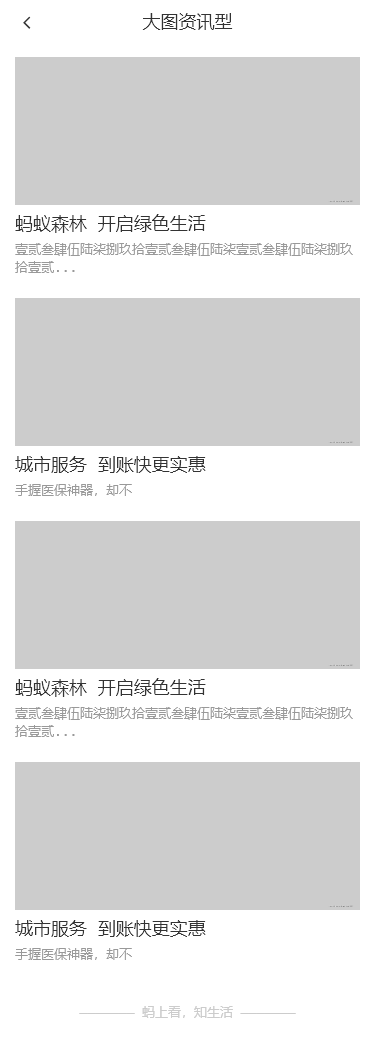 大图资讯型
蚂蚁森林 开启绿色生活
壹贰叁肆伍陆柒捌玖拾壹贰叁肆伍陆柒壹贰叁肆伍陆柒捌玖
拾壹贰...
城市服务 到账快更实惠
手握医保神器，却不
蚂蚁森林 开启绿色生活
壹贰叁肆伍陆柒捌玖拾壹贰叁肆伍陆柒壹贰叁肆伍陆柒捌玖
拾壹贰...
城市服务 到账快更实惠
手握医保神器，却不
蚂上看，知生活